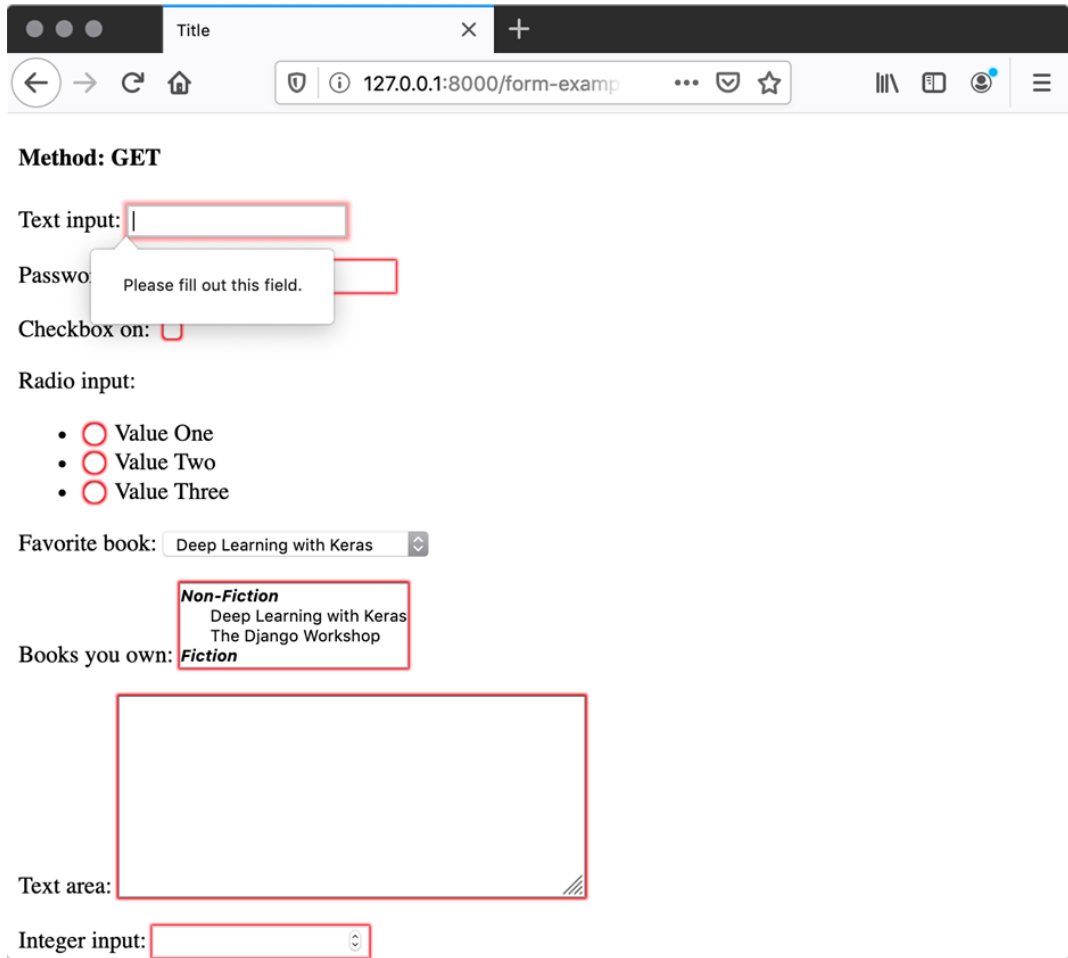 Title
127.0.0.1:8000/form-examp
Method: GET
Text input:
Please fill out this field.
Passwo
Checkbox on:
Radio input:
Value One
Value Two
Value Three
Favorite book: Deep Learning with Keras
Non-Fiction
Deep Learning with Keras
The Django Workshop
Books you own: Fiction
Text area:
Integer input: